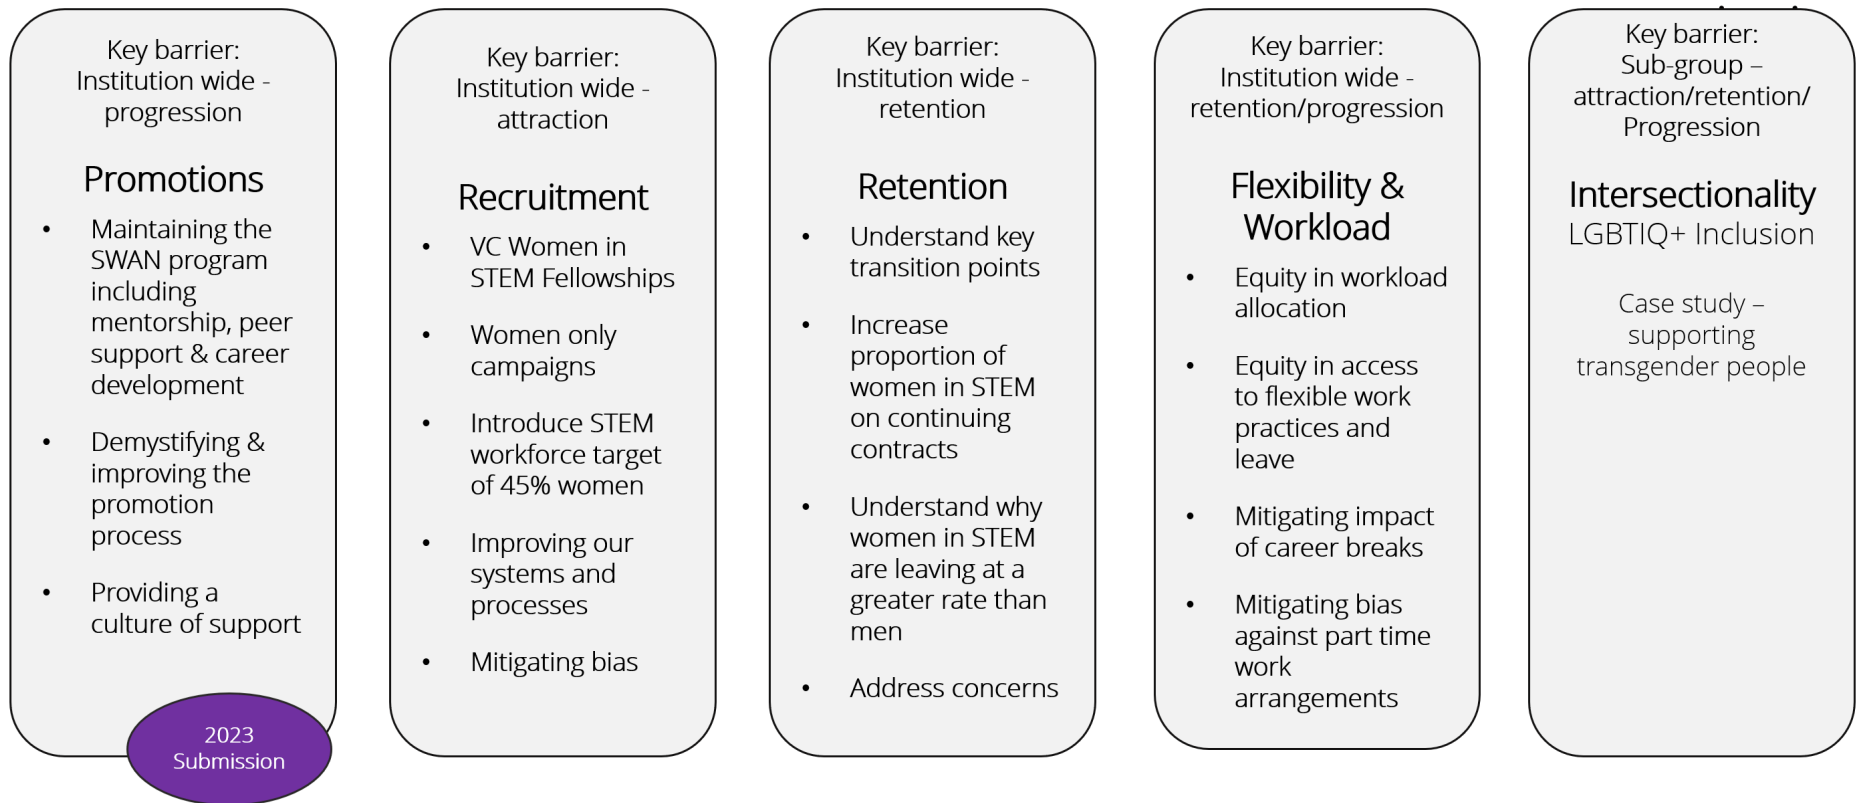 Key barrier:
Institution wide -
progression
Promotions
• Maintaining the
SWAN program
including
mentorship, peer
support & career
development
• Demystifying &
improving the
promotion
process
• Providing a
culture of support
2023
Submission
Key barrier:
Institution wide -
attraction
Recruitment
• VC Women in
STEM Fellowships
• Women only
campaigns
• Introduce STEM
workforce target
of 45% women
• Improving our
systems and
processes
• Mitigating bias
Key barrier:
Institution wide -
retention
Retention
• Understand key
transition points
• Increase
proportion of
women in STEM
on continuing
contracts
• Understand why
women in STEM
are leaving at a
greater rate than
men
• Address concerns
Key barrier:
Institution wide -
retention/progression
Flexibility &
Workload
• Equity in workload
allocation
• Equity in access
to flexible work
practices and
leave
• Mitigating impact
of career breaks
• Mitigating bias
against part time
work
arrangements
Key barrier:
Sub-group –
attraction/retention/
Progression
Intersectionality
LGBTIQ+ Inclusion
Case study –
supporting
transgender people